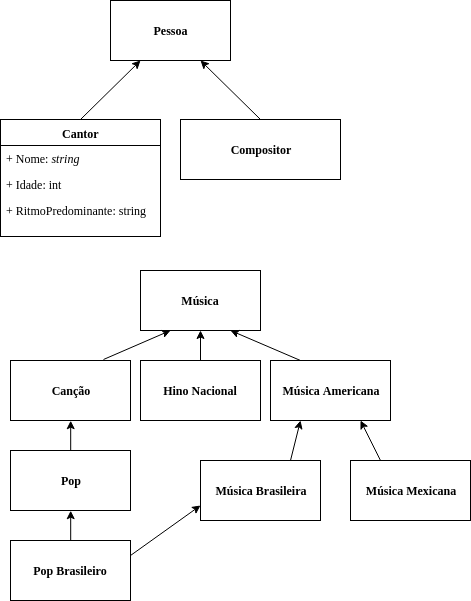 Pessoa
Cantor
+ Nome: string
+ Idade: int
+ RitmoPredominante: string
Compositor
Música
Canção
Hino Nacional
Música Americana
Pop
Música Brasileira
Música Mexicana
Pop Brasileiro